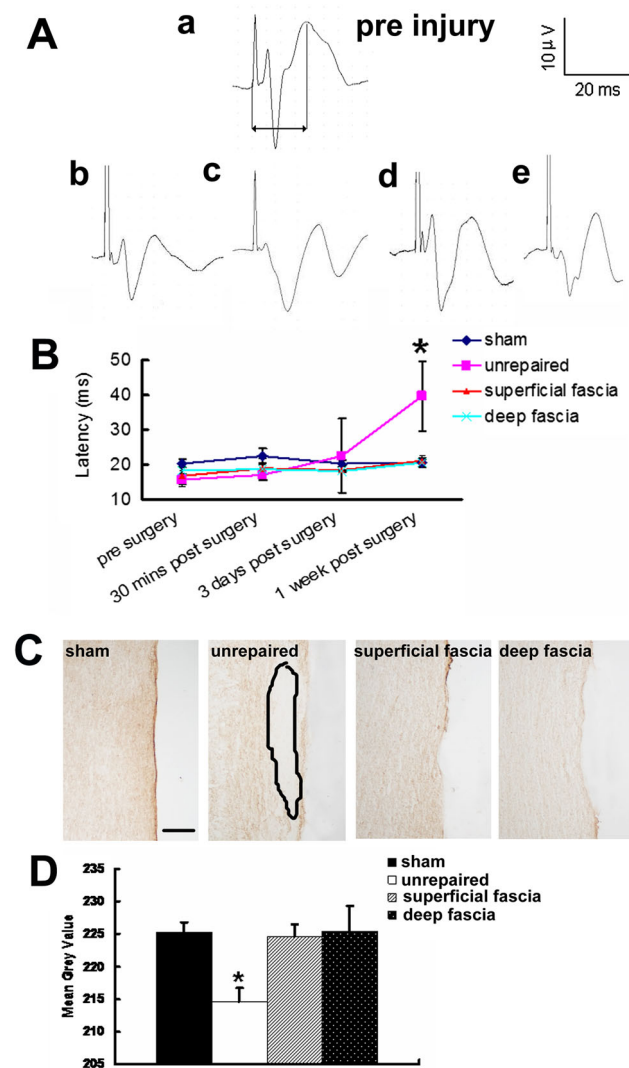 A
a
pre injury
10 µ V
20 ms
b
c
d
e
B
Latency (ms)
50
40
30
20
10
*
sham
unrepaired
superficial fascia
deep fascia
pre surgery
30 mins post surgery
3 days post surgery
1 week post surgery
C
sham
unrepaired
superficial fascia
deep fascia
D
Mean Grey Value
235
230
225
220
215
210
205
*
sham
unrepaired
superficial fascia
deep fascia